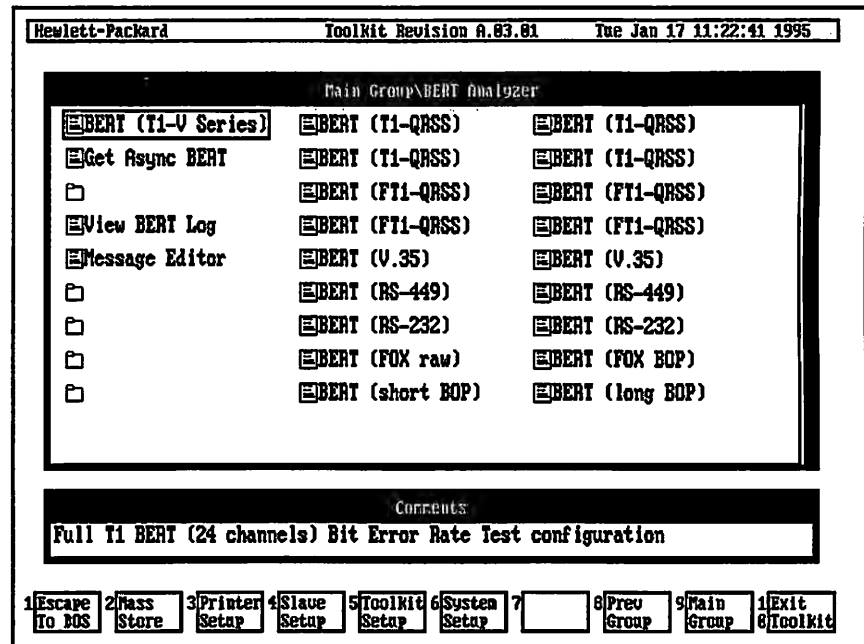 Hewlett-Packard Toolkit Revision A.03.01 Tue Jan 17 11:22:41 1995
Main Group\BERT Analyzer
BERT (T1-V Series) BERT (T1-QRSS) BERT (T1-QRSS)
Get Async BERT BERT (T1-QRSS) BERT (T1-QRSS)
BERT (FT1-QRSS) BERT (FT1-QRSS)
View BERT Log BERT (FT1-QRSS) BERT (FT1-QRSS)
Message Editor BERT (V.35) BERT (V.35)
BERT (RS-449) BERT (RS-449)
BERT (RS-232) BERT (RS-232)
BERT (FOX raw) BERT (FOX BOP)
BERT (short BOP) BERT (long BOP)
Comments
Full T1 BERT (24 channels) Bit Error Rate Test configuration
1 Escape 2 Mass 3 Printer 4 Slave 5 Toolkit 6 System 7 8 Prev 9 Main 1 Exit
To DOS Store Setup Setup Setup Setup Group Group 0 Toolkit